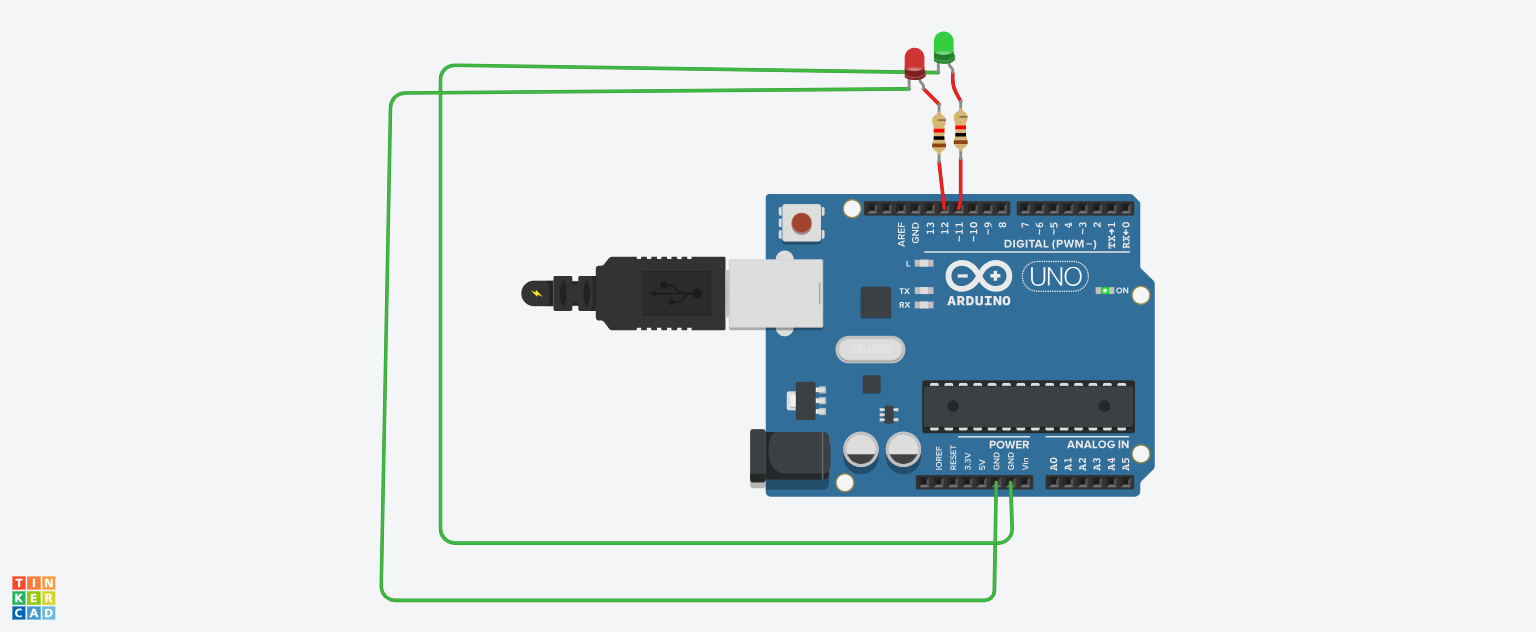 AREF
GND
13
12
~11
~10
~9
8
7
~6
~5
4
~3
2
TX→1
RX←0
DIGITAL (PWM~)
L
TX
RX
ARDUINO
UNO
ON
POWER
ANALOG IN
IOREF
RESET
3.3V
5V
GND
GND
Vin
A0
A1
A2
A3
A4
A5
TIN
KER
CAD